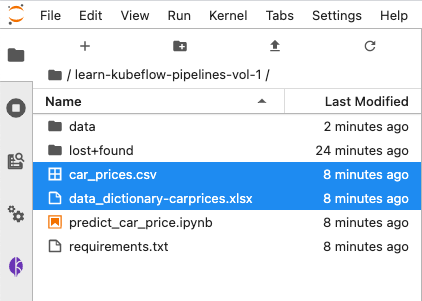 File Edit View Run Kernel Tabs Settings Help
/ learn-kubeflow-pipelines-vol-1 /
Name Last Modified
data 2 minutes ago
lost+found 24 minutes ago
car_prices.csv 8 minutes ago
data_dictionary-carprices.xlsx 8 minutes ago
predict_car_price.ipynb 8 minutes ago
requirements.txt 8 minutes ago